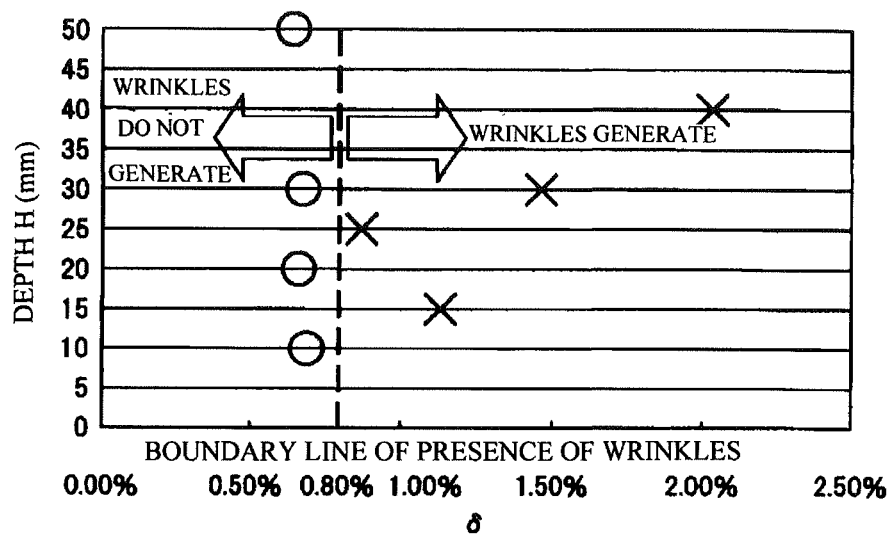 50
45
WRINKLES
40
DO NOT
WRINKLES GENERATE
35
GENERATE
30
25
20
15
10
5
0
DEPTH H (mm)
BOUNDARY LINE OF PRESENCE OF WRINKLES
0.00% 0.50% 0.80% 1.00% 1.50% 2.00% 2.50%
δ